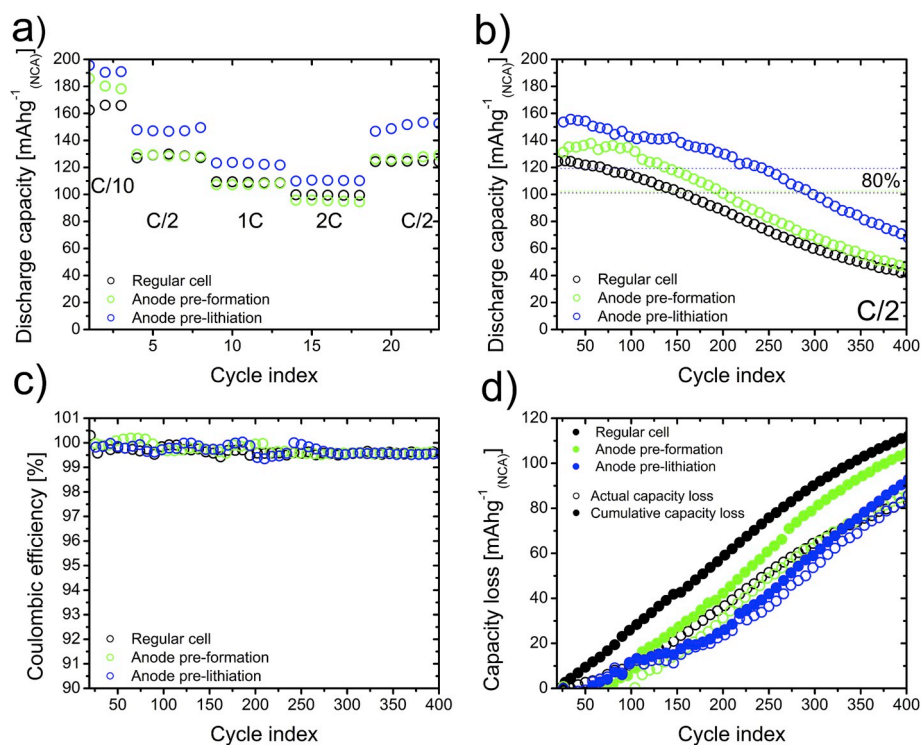 a)
Discharge capacity [mAhg⁻¹(NCA)]
200
180
160
140
120
100
80
60
40
20
0
C/10
C/2
1C
2C
C/2
Regular cell
Anode pre-formation
Anode pre-lithiation
5
10
15
20
Cycle index
b)
Discharge capacity [mAhg⁻¹(NCA)]
200
180
160
140
120
100
80
60
40
20
0
80%
Regular cell
Anode pre-formation
Anode pre-lithiation
C/2
50
100
150
200
250
300
350
400
Cycle index
c)
Coulombic efficiency [%]
101
100
99
98
97
96
95
94
93
92
91
90
Regular cell
Anode pre-formation
Anode pre-lithiation
50
100
150
200
250
300
350
400
Cycle index
d)
Capacity loss [mAhg⁻¹(NCA)]
120
100
80
60
40
20
0
Regular cell
Anode pre-formation
Anode pre-lithiation
Actual capacity loss
Cumulative capacity loss
50
100
150
200
250
300
350
400
Cycle index